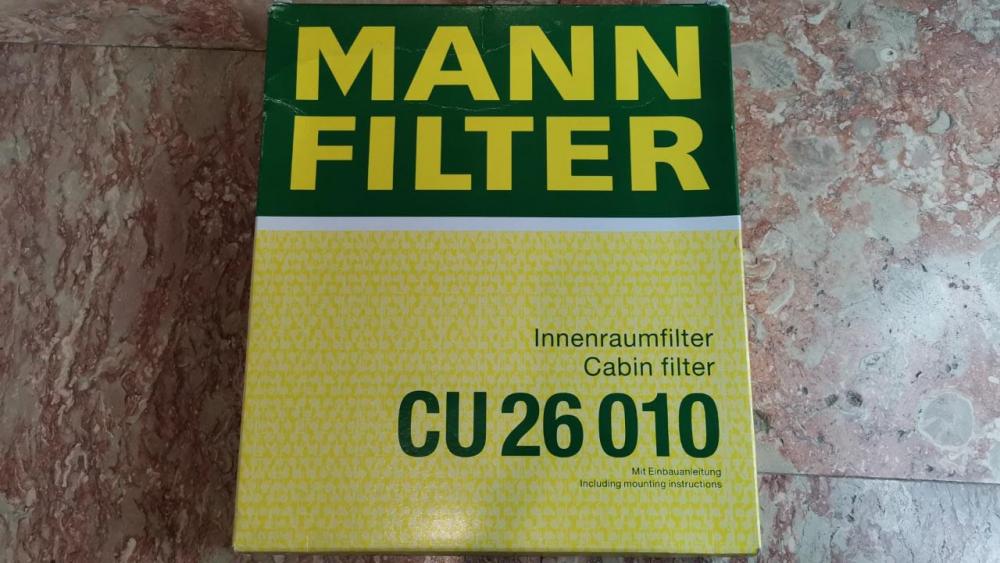 MANN
FILTER
Innenraumfilter
Cabin filter
CU 26 010
Mit Einbauanleitung
Including mounting instructions